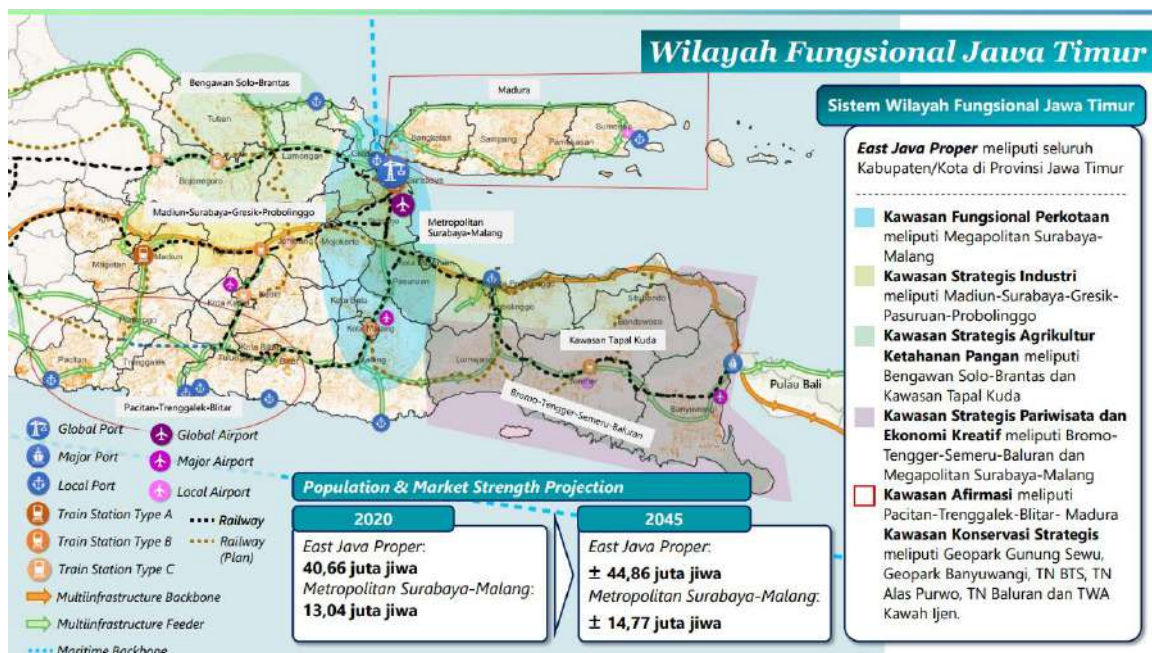 Wilayah Fungsional Jawa Timur
Bengawan Solo-Brantas
Madura
Tuban
Lamongan
Bojonegoro
Bangkalan
Sampang
Pamekasan
Sumenep
Surabaya
Madiun-Surabaya-Gresik-Probolinggo
Metropolitan
Surabaya-Malang
Mojokerto
Magetan
Madiun
Pasuruan
Kota Batu
Kota Malang
Malang
Probolinggo
Situbondo
Bondowoso
Kawasan Tapal Kuda
Lumajang
Jember
Banyuwangi
Bromo-Tengger-Semeru-Baluran
Pulau Bali
Pacitan
Trenggalek
Blitar
Pacitan-Trenggalek-Blitar
Global Port
Major Port
Local Port
Train Station Type A
Train Station Type B
Train Station Type C
Multiinfrastructure Backbone
Multiinfrastructure Feeder
Maritime Backbone
Global Airport
Major Airport
Local Airport
Railway
Railway
(Plan)
Population & Market Strength Projection
2020
East Java Proper:
40,66 juta jiwa
Metropolitan Surabaya-Malang:
13,04 juta jiwa
2045
East Java Proper:
± 44,86 juta jiwa
Metropolitan Surabaya-Malang:
± 14,77 juta jiwa
Sistem Wilayah Fungsional Jawa Timur
East Java Proper meliputi seluruh
Kabupaten/Kota di Provinsi Jawa Timur
Kawasan Fungsional Perkotaan
meliputi Megapolitan Surabaya-
Malang
Kawasan Strategis Industri
meliputi Madiun-Surabaya-Gresik-
Pasuruan-Probolinggo
Kawasan Strategis Agrikultur
Ketahanan Pangan meliputi
Bengawan Solo-Brantas dan
Kawasan Tapal Kuda
Kawasan Strategis Pariwisata dan
Ekonomi Kreatif meliputi Bromo-
Tengger-Semeru-Baluran dan
Megapolitan Surabaya-Malang
Kawasan Afirmasi meliputi
Pacitan-Trenggalek-Blitar- Madura
Kawasan Konservasi Strategis
meliputi Geopark Gunung Sewu,
Geopark Banyuwangi, TN BTS, TN
Alas Purwo, TN Baluran dan TWA
Kawah Ijen.